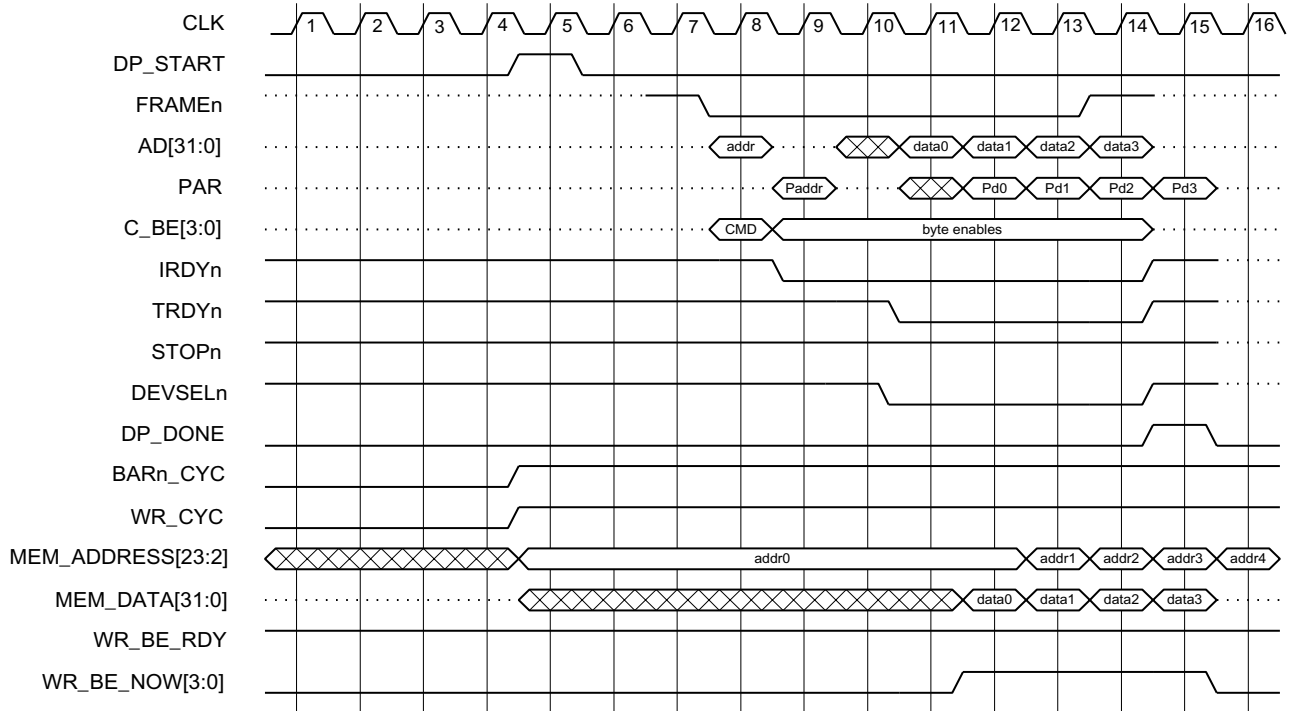 CLK 1 2 3 4 5 6 7 8 9 10 11 12 13 14 15 16
DP_START
FRAMEn
AD[31:0] addr data0 data1 data2 data3
PAR Paddr Pd0 Pd1 Pd2 Pd3
C_BE[3:0] CMD byte enables
IRDYn
TRDYn
STOPn
DEVSELn
DP_DONE
BARn_CYC
WR_CYC
MEM_ADDRESS[23:2] addr0 addr1 addr2 addr3 addr4
MEM_DATA[31:0] data0 data1 data2 data3
WR_BE_RDY
WR_BE_NOW[3:0]